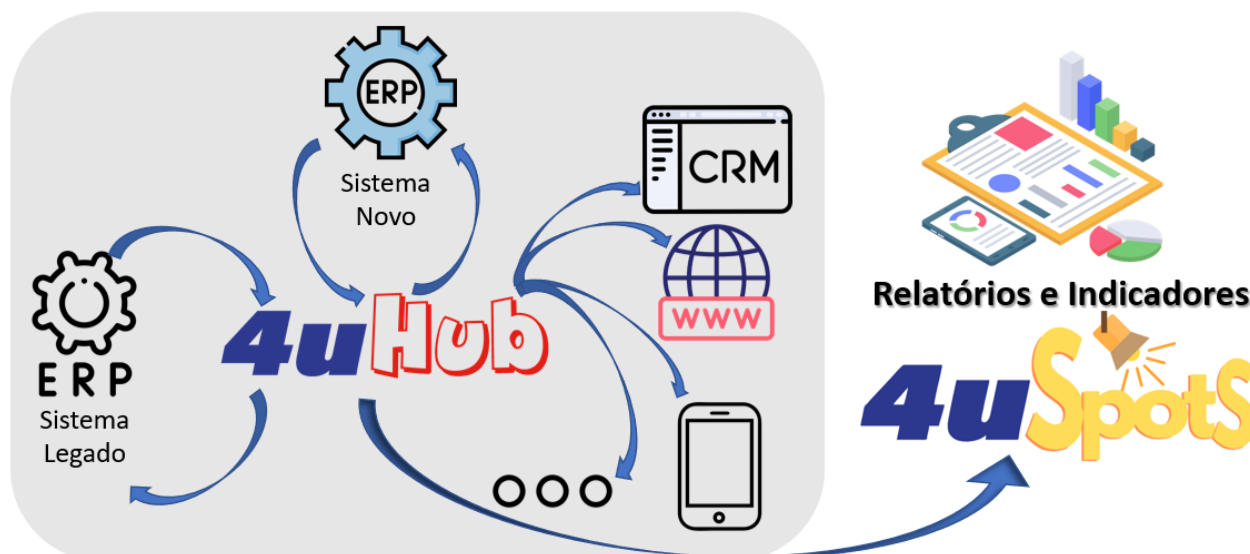 ERP
Sistema
Novo
CRM
WWW
ERP
Sistema
Legado
4uHub
Relatórios e Indicadores
4uSpotS